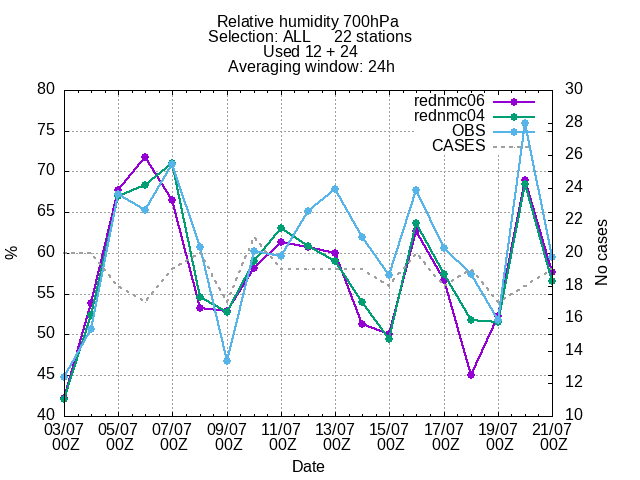 Relative humidity 700hPa
Selection: ALL 22 stations
Used 12 + 24
Averaging window: 24h
80 30
75 28
70 26
65 24
60 22
55 20
50 18
45 16
40 14
12
10
rednmc06
rednmc04
OBS
CASES
%
No cases
03/07 05/07 07/07 09/07 11/07 13/07 15/07 17/07 19/07 21/07
00Z 00Z 00Z 00Z 00Z 00Z 00Z 00Z 00Z 00Z
Date